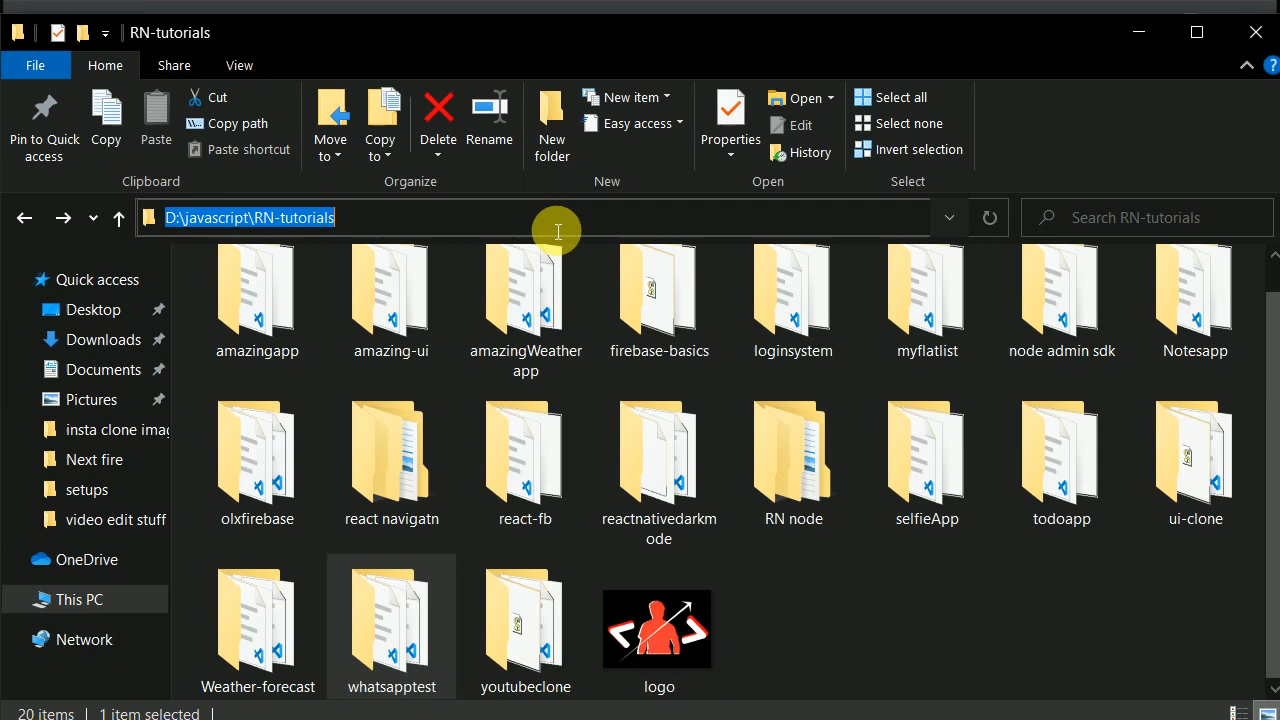 RN-tutorials
File
Home
Share
View
Pin to Quick
access
Copy
Paste
Cut
Copy path
Paste shortcut
Clipboard
Move
to
Copy
to
Delete
Rename
Organize
New
folder
New item
Easy access
New
Properties
Open
Edit
History
Open
Select all
Select none
Invert selection
Select
D:\javascript\RN-tutorials
Search RN-tutorials
Quick access
Desktop
Downloads
Documents
Pictures
insta clone imag
Next fire
setups
video edit stuff
OneDrive
This PC
Network
amazingapp
amazing-ui
amazingWeather
app
firebase-basics
loginsystem
myflatlist
node admin sdk
Notesapp
olxfirebase
react navigatn
react-fb
reactnativedarkm
ode
RN node
selfieApp
todoapp
ui-clone
Weather-forecast
whatsapptest
youtubeclone
logo
20 items
1 item selected